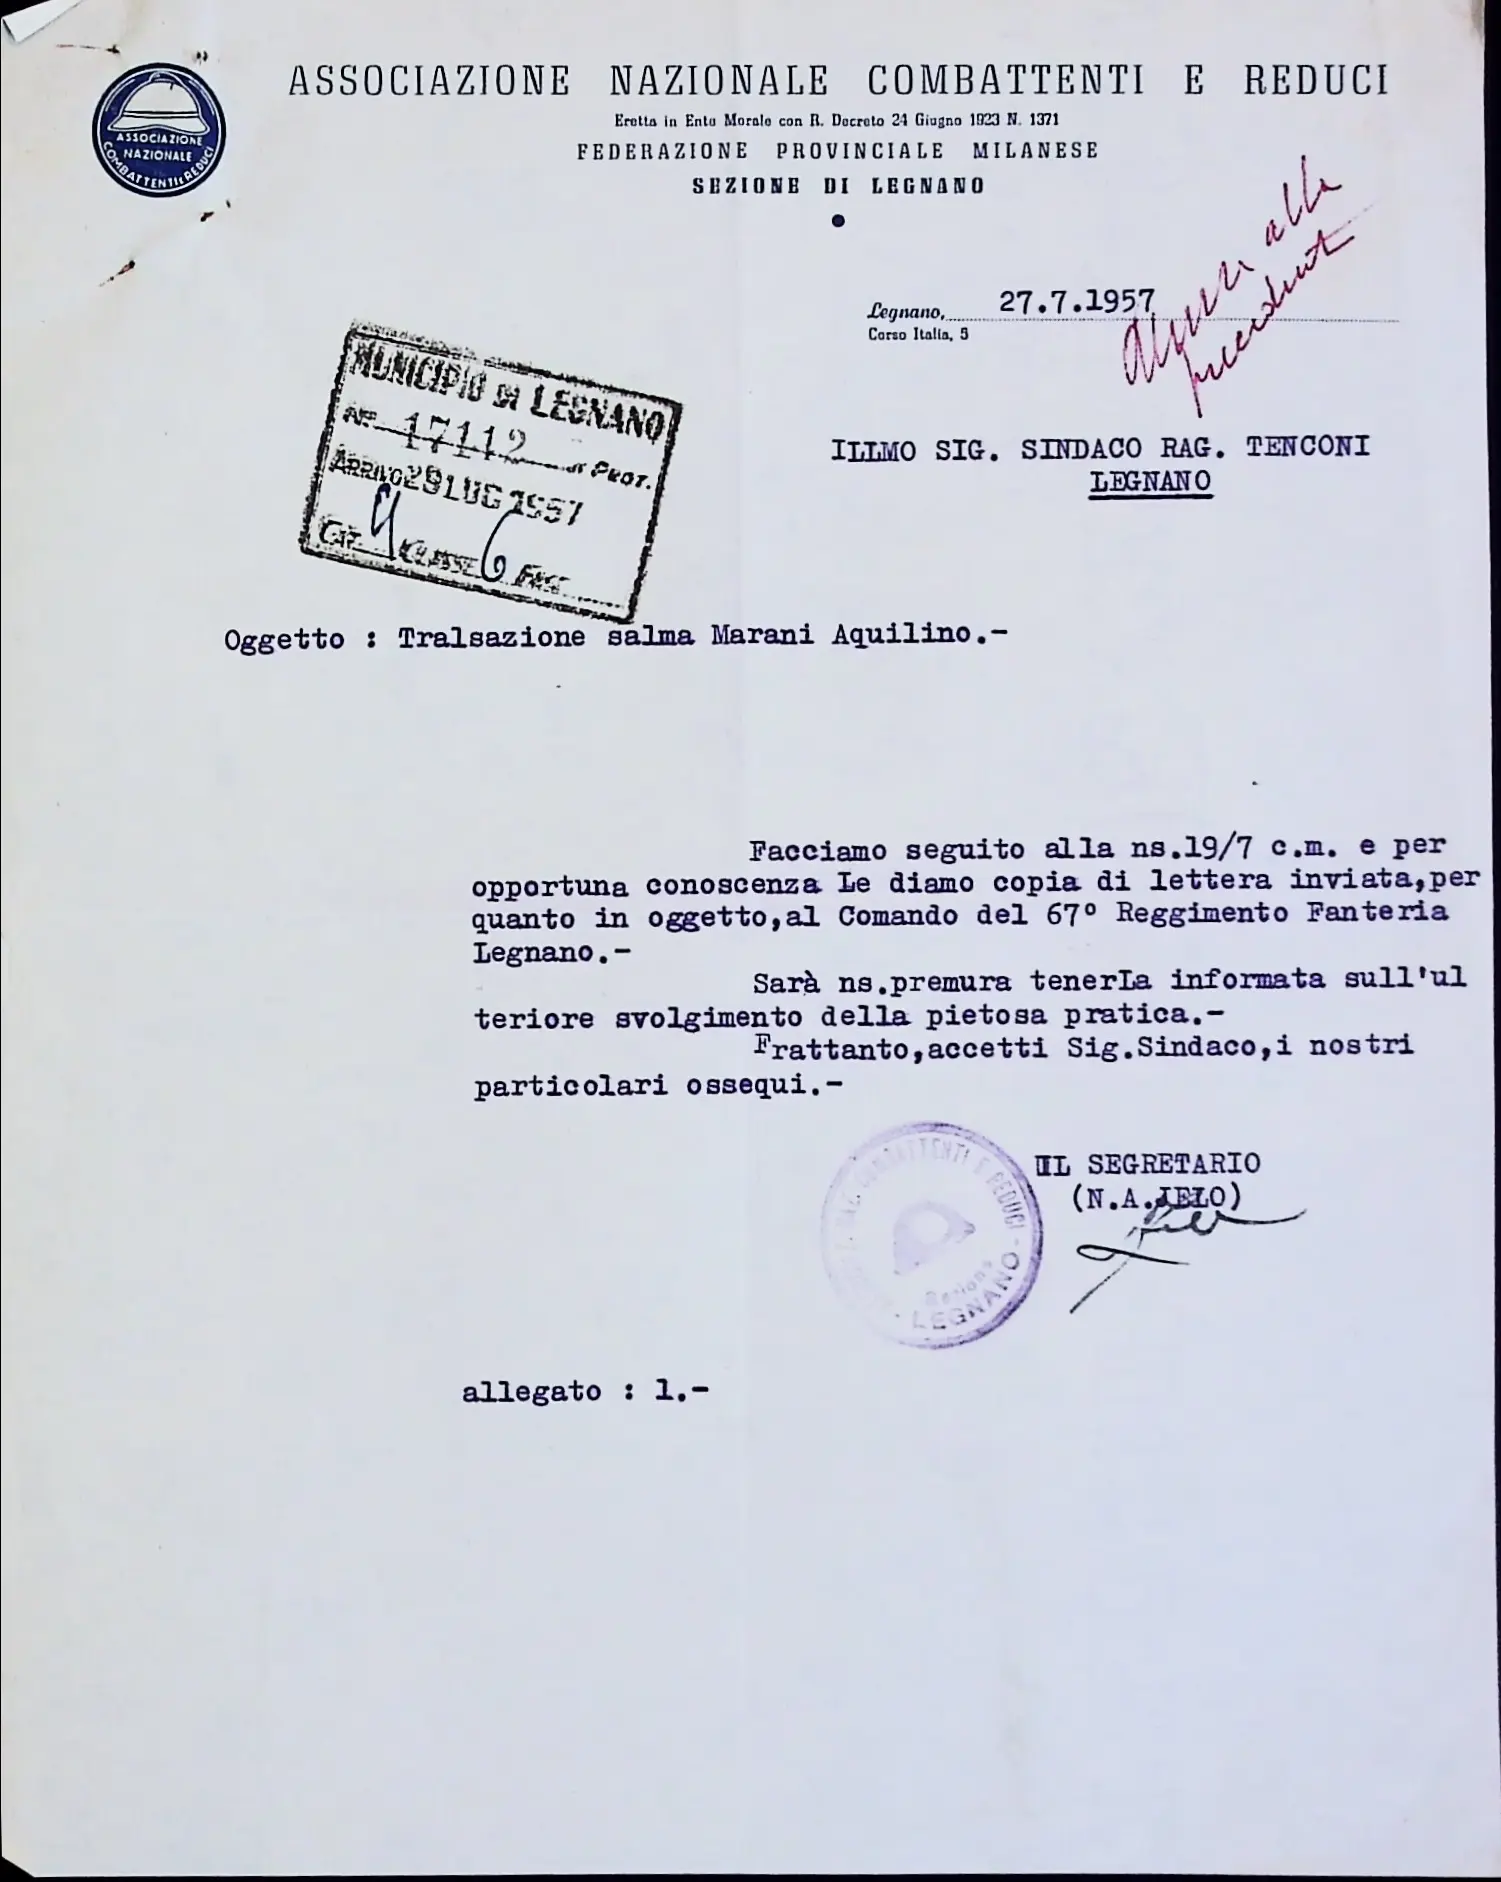 ASSOCIAZIONE NAZIONALE COMBATTENTI E REDUCI
Eretta in Ente Morale con R. Decreto 24 Giugno 1923 N. 1371
FEDERAZIONE PROVINCIALE MILANESE
SEZIONE DI LEGNANO
ASSOCIAZIONE
NAZIONALE
COMBATTENTI E REDUCI
alla
Legnano, 27.7.1957
Corso Italia, 5
MUNICIPIO DI LEGNANO
N° 17112 di PROT.
ARRIVO 29 LUG 1957
CAT. 9 CLASSE 6 FASC.
ILLMO SIG. SINDACO RAG. TENCONI
LEGNANO
Oggetto : Tralsazione salma Marani Aquilino.-
Facciamo seguito alla ns.19/7 c.m. e per
opportuna conoscenza Le diamo copia di lettera inviata,per
quanto in oggetto,al Comando del 67° Reggimento Fanteria
Legnano.-
Sarà ns.premura tenerLa informata sull'ul
teriore svolgimento della pietosa pratica.-
Frattanto,accetti Sig.Sindaco,i nostri
particolari ossequi.-
IL SEGRETARIO
(N.A.IELO)
COMBATTENTI E REDUCI
Sezione
LEGNANO
allegato : 1.-